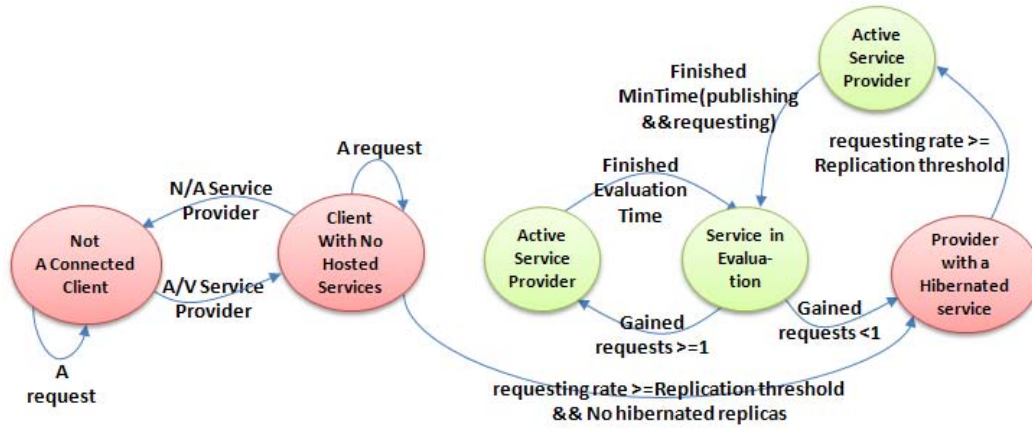 Active
Service
Provider
Finished
MinTime(publishing
&&requesting)
requesting rate >=
Replication threshold
A request
Finished
Evaluation
Time
N/A Service
Provider
Not
A Connected
Client
Client
With No
Hosted
Services
A/V Service
Provider
Active
Service
Provider
Service in
Evalua-
tion
Provider
with a
Hibernated
service
Gained
requests >=1
Gained
requests <1
A
request
requesting rate >=Replication threshold
&& No hibernated replicas